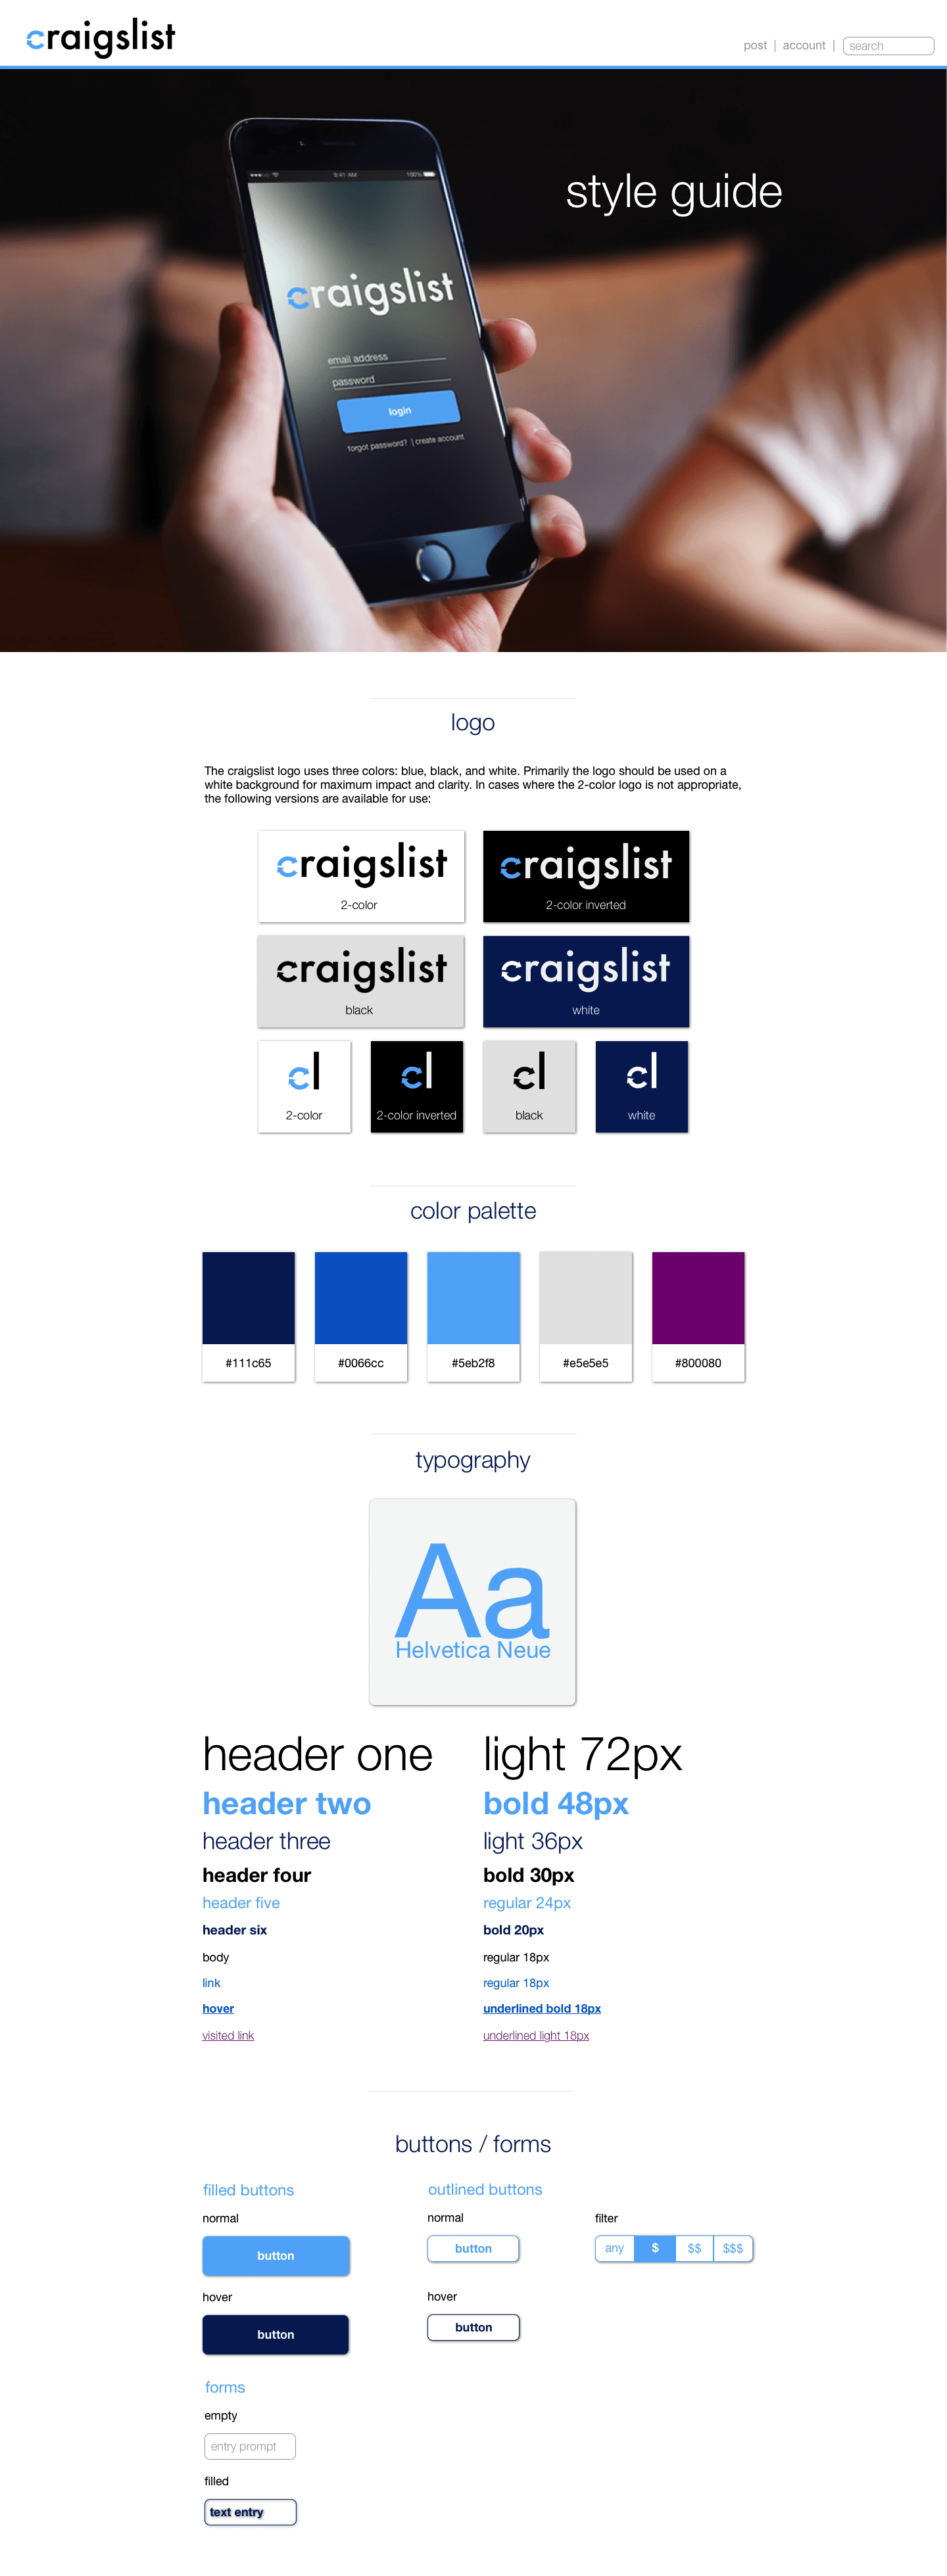 craigslist
post | account | search
style guide
9:41 AM 100%
craigslist
email address
password
login
forgot password? | create account
logo
The craigslist logo uses three colors: blue, black, and white. Primarily the logo should be used on a
white background for maximum impact and clarity. In cases where the 2-color logo is not appropriate,
the following versions are available for use:
craigslist craigslist
2-color 2-color inverted
craigslist craigslist
black white
cl cl cl cl
2-color 2-color inverted black white
color palette
#111c65 #0066cc #5eb2f8 #e5e5e5 #800080
typography
Aa
Helvetica Neue
header one light 72px
header two bold 48px
header three light 36px
header four bold 30px
header five regular 24px
header six bold 20px
body regular 18px
link regular 18px
hover underlined bold 18px
visited link underlined light 18px
buttons / forms
filled buttons outlined buttons
normal normal filter
button button any $ $$ $$$
hover hover
button button
forms
empty
entry prompt
filled
text entry